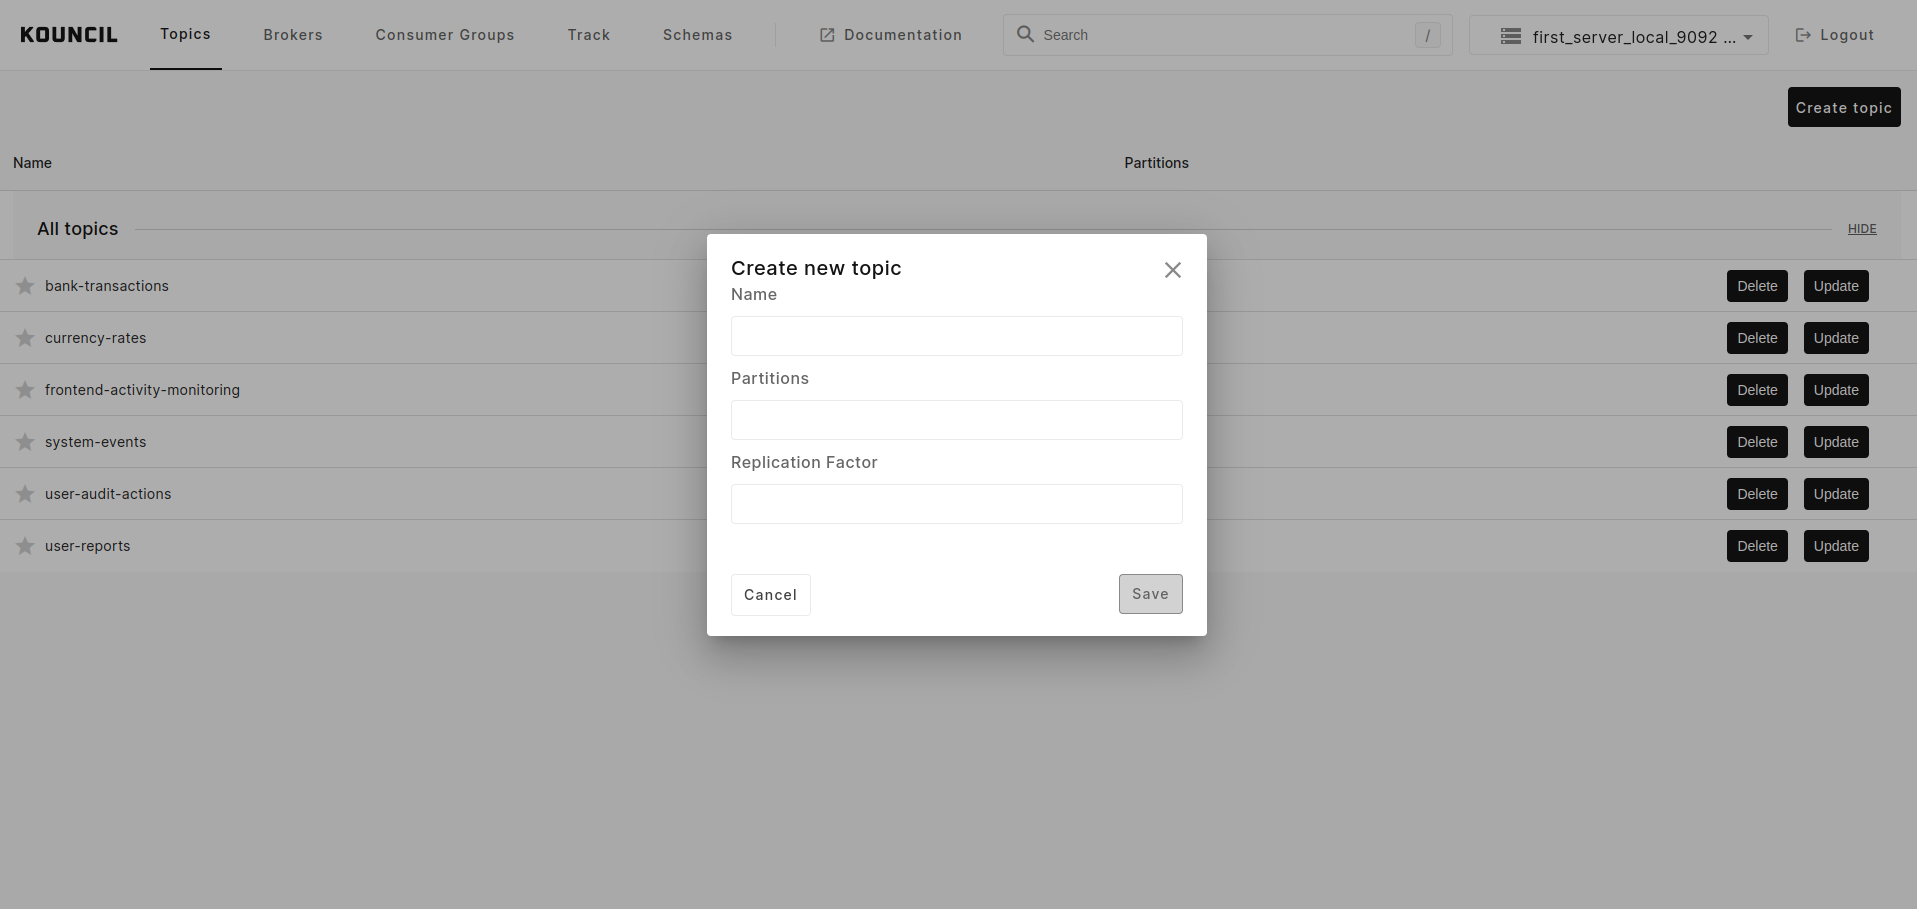 KOUNCIL Topics Brokers Consumer Groups Track Schemas Documentation Search / first_server_local_9092 ... Logout
Create topic
Name Partitions
All topics HIDE
bank-transactions Delete Update
currency-rates Delete Update
frontend-activity-monitoring Delete Update
system-events Delete Update
user-audit-actions Delete Update
user-reports Delete Update
Create new topic
Name
Partitions
Replication Factor
Cancel Save